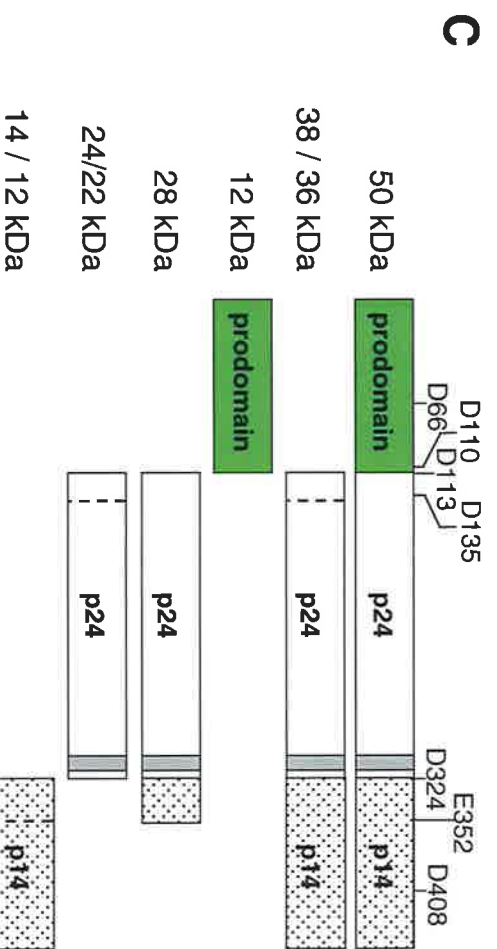 C
D110 D135 E352
D66 D113 D324 D408
50 kDa prodomain p24 p14
38 / 36 kDa p24 p14
12 kDa prodomain
28 kDa p24
24/22 kDa p24
14 / 12 kDa p14